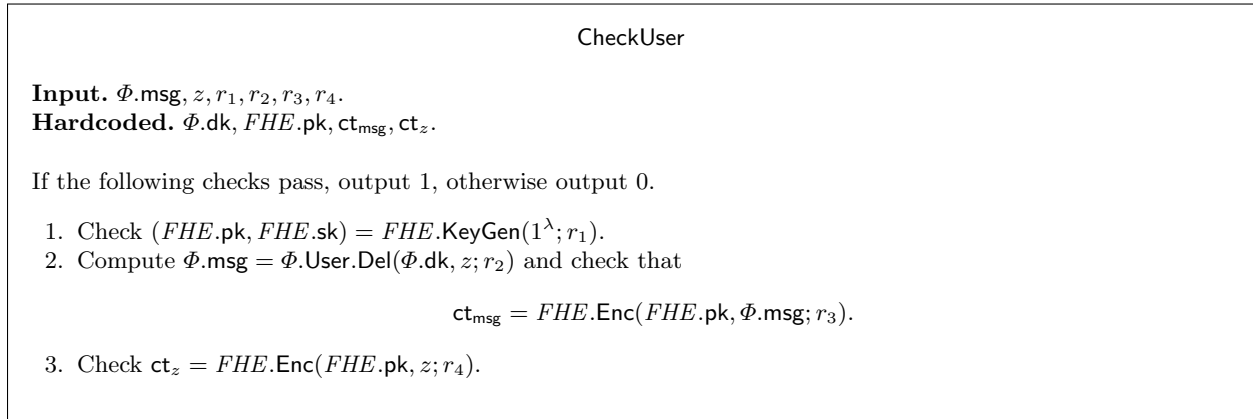 CheckUser
Input. Φ.msg, z, r₁, r₂, r₃, r₄.
Hardcoded. Φ.dk, FHE.pk, ct_msg, ct_z.
If the following checks pass, output 1, otherwise output 0.
1. Check (FHE.pk, FHE.sk) = FHE.KeyGen(1^λ; r₁).
2. Compute Φ.msg = Φ.User.Del(Φ.dk, z; r₂) and check that
ct_msg = FHE.Enc(FHE.pk, Φ.msg; r₃).
3. Check ct_z = FHE.Enc(FHE.pk, z; r₄).